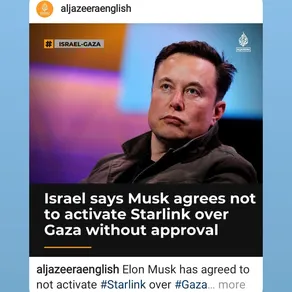 aljazeeraenglish
# ISRAEL-GAZA
Israel says Musk agrees not
to activate Starlink over
Gaza without approval
aljazeeraenglish Elon Musk has agreed to
not activate #Starlink over #Gaza... more